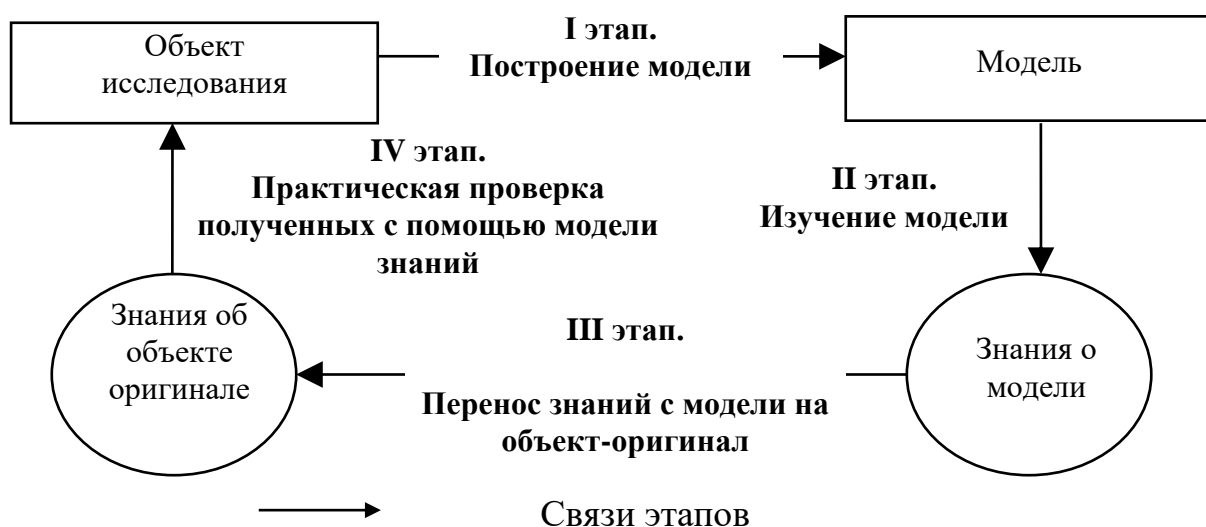 Объект
исследования
I этап.
Построение модели
Модель
IV этап.
Практическая проверка
полученных с помощью модели
знаний
II этап.
Изучение модели
Знания об
объекте
оригинале
III этап.
Перенос знаний с модели на
объект-оригинал
Знания о
модели
Связи этапов